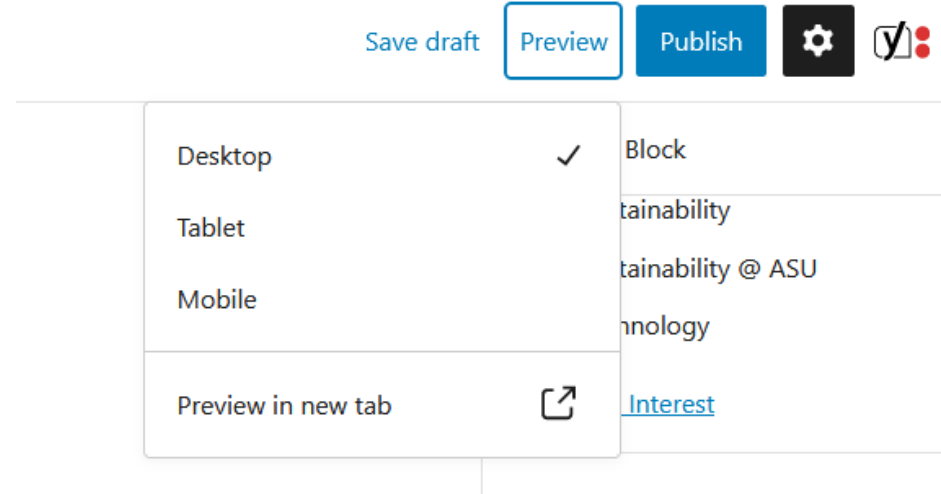 Save draft
Preview
Publish
Desktop
Block
Tablet
tainability
tainability @ ASU
Mobile
nnology
Preview in new tab
Interest